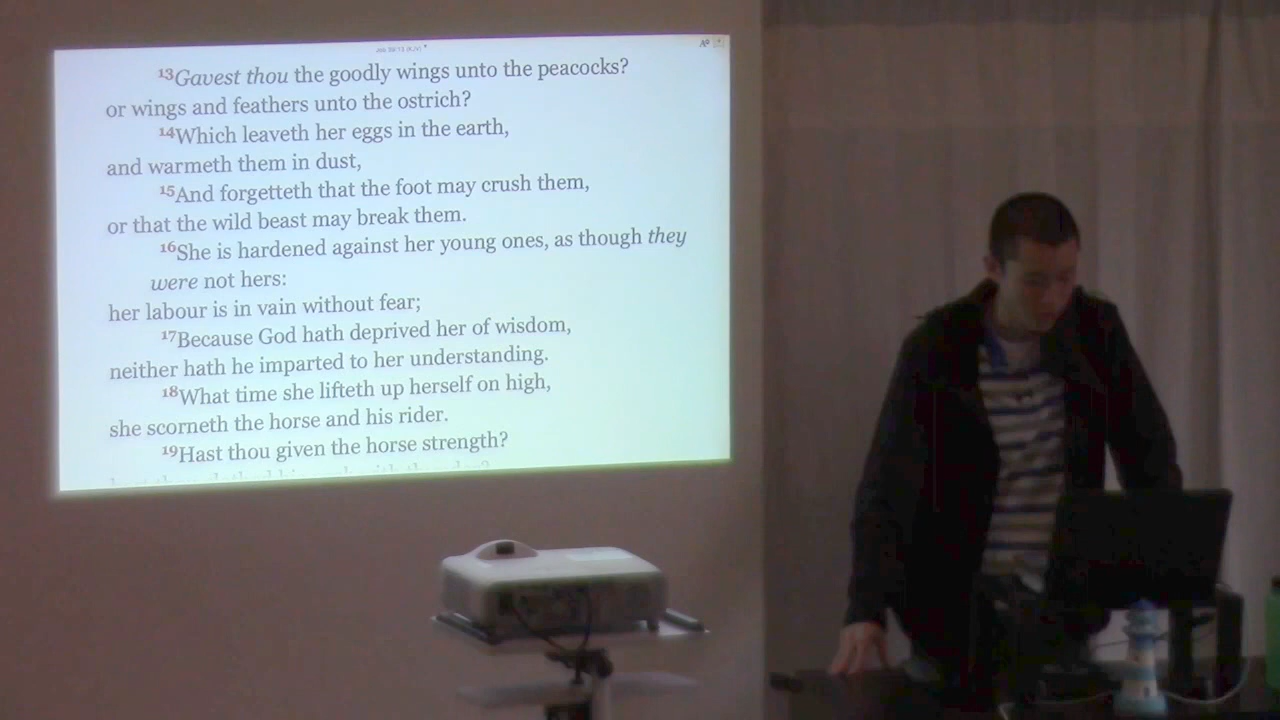 Job 39:13 (KJV)
13Gavest thou the goodly wings unto the peacocks?
or wings and feathers unto the ostrich?
14Which leaveth her eggs in the earth,
and warmeth them in dust,
15And forgetteth that the foot may crush them,
or that the wild beast may break them.
16She is hardened against her young ones, as though they
were not hers:
her labour is in vain without fear;
17Because God hath deprived her of wisdom,
neither hath he imparted to her understanding.
18What time she lifteth up herself on high,
she scorneth the horse and his rider.
19Hast thou given the horse strength?